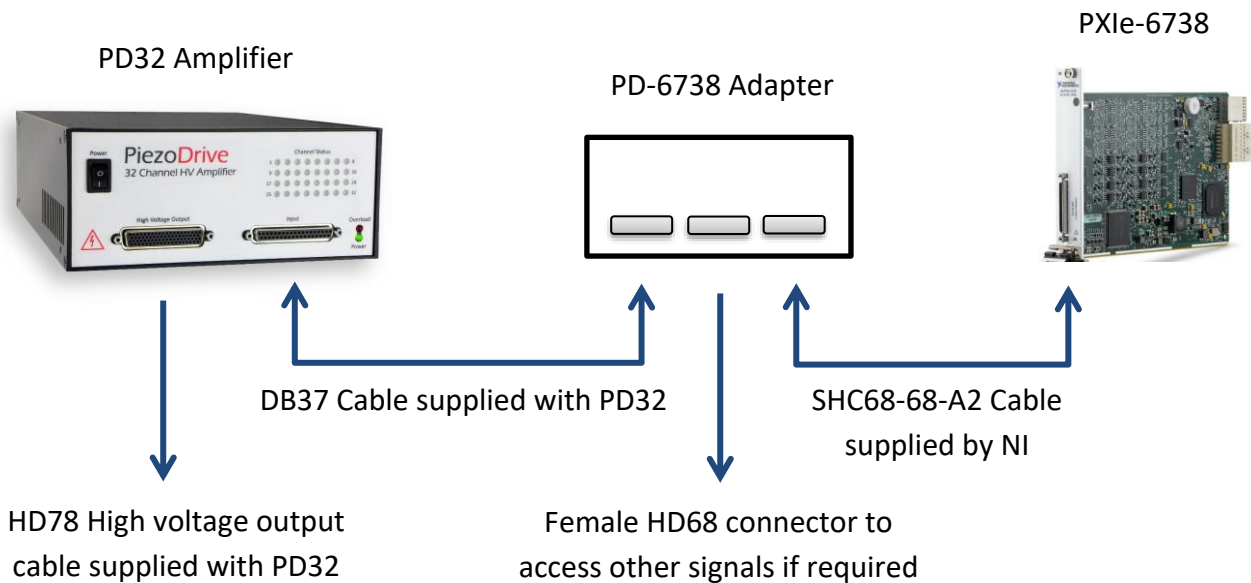 PXIe-6738
PD32 Amplifier
PD-6738 Adapter
Power
PiezoDrive
32 Channel HV Amplifier
Channel Status
High Voltage Output
Input
Overload
Power
DB37 Cable supplied with PD32
SHC68-68-A2 Cable
supplied by NI
HD78 High voltage output
cable supplied with PD32
Female HD68 connector to
access other signals if required